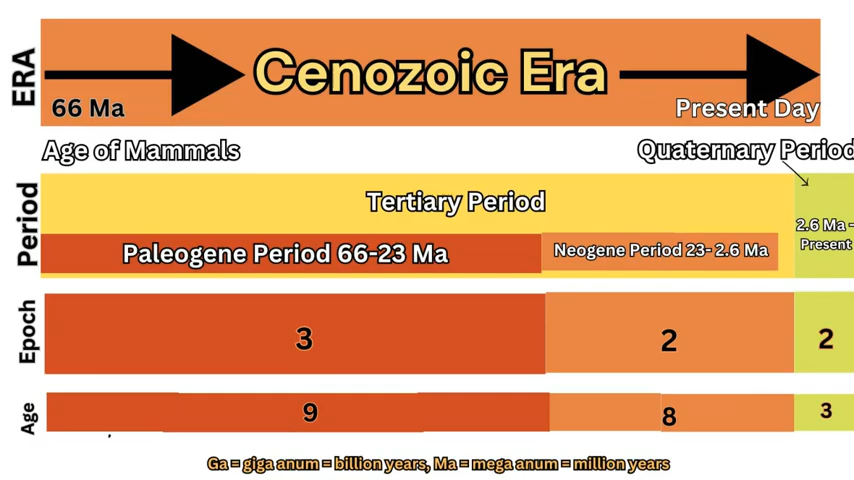 ERA
Cenozoic Era
66 Ma
Present Day
Age of Mammals
Quaternary Period
Period
Tertiary Period
2.6 Ma -
Present
Paleogene Period 66-23 Ma
Neogene Period 23- 2.6 Ma
Epoch
3
2
2
Age
9
8
3
Ga = giga anum = billion years, Ma = mega anum = million years